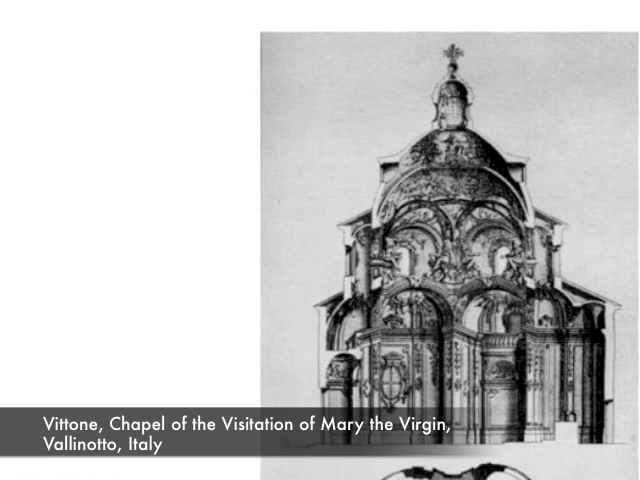 Vittone, Chapel of the Visitation of Mary the Virgin,
Vallinotto, Italy